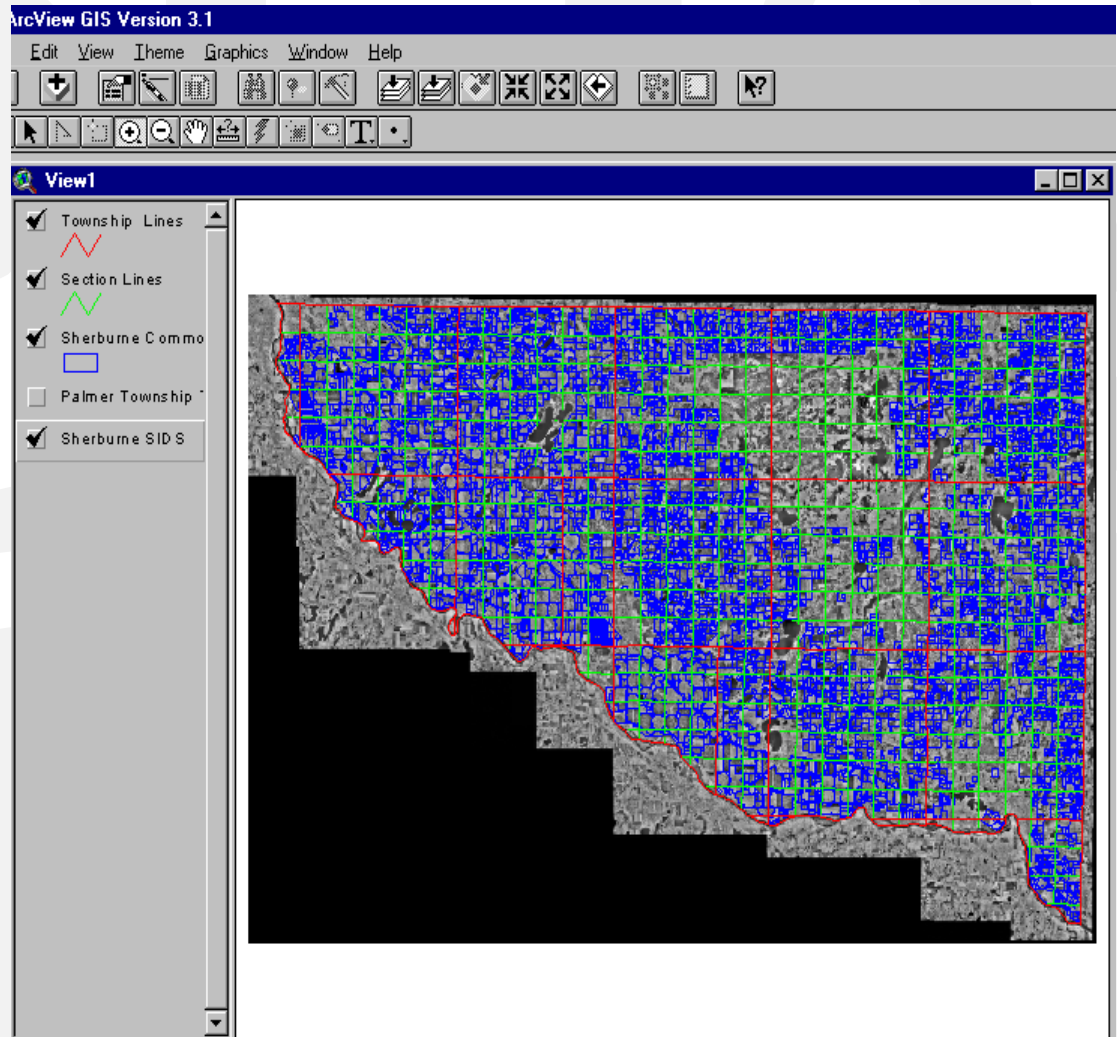 ArcView GIS Version 3.1
Edit View Theme Graphics Window Help
T
View1
Township Lines
Section Lines
Sherburne Commo
Palmer Township
Sherburne SIDS